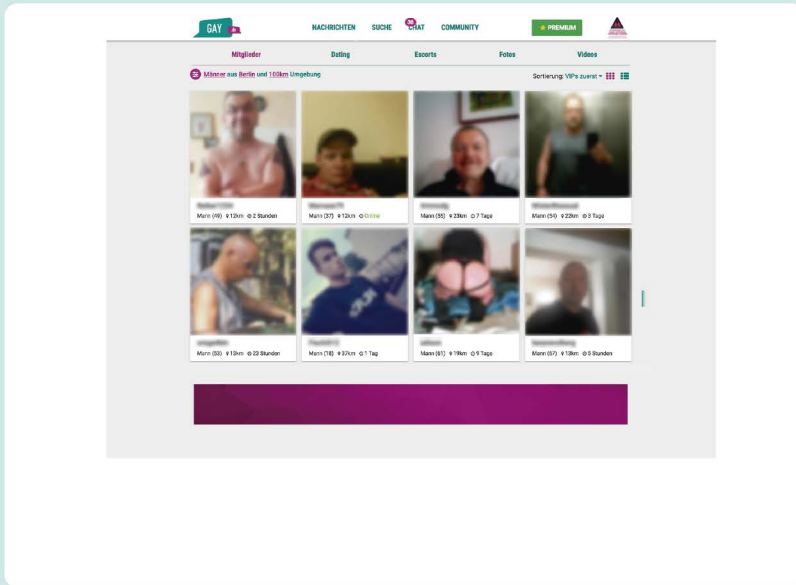 GAY .de
NACHRICHTEN SUCHE 36 CHAT COMMUNITY
PREMIUM
Mitglieder Dating Escorts Fotos Videos
Männer aus Berlin und 100km Umgebung
Sortierung: VIPs zuerst
Mann (49) 12km 2 Stunden
Mann (37) 12km Online
Mann (55) 23km 7 Tage
Mann (54) 22km 3 Tage
Mann (53) 13km 23 Stunden
Mann (18) 37km 1 Tag
Mann (61) 19km 9 Tage
Mann (67) 13km 5 Stunden